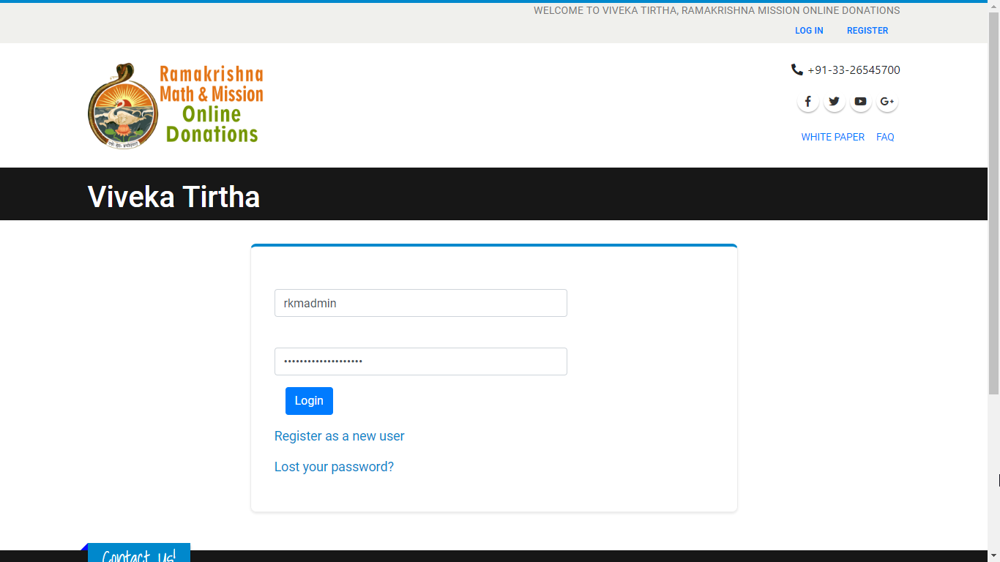 WELCOME TO VIVEKA TIRTHA, RAMAKRISHNA MISSION ONLINE DONATIONS
LOG IN REGISTER
Ramakrishna
Math & Mission
Online
Donations
+91-33-26545700
G+
WHITE PAPER FAQ
Viveka Tirtha
rkmadmin
••••••••••••••••••••
Login
Register as a new user
Lost your password?
Contact Us!